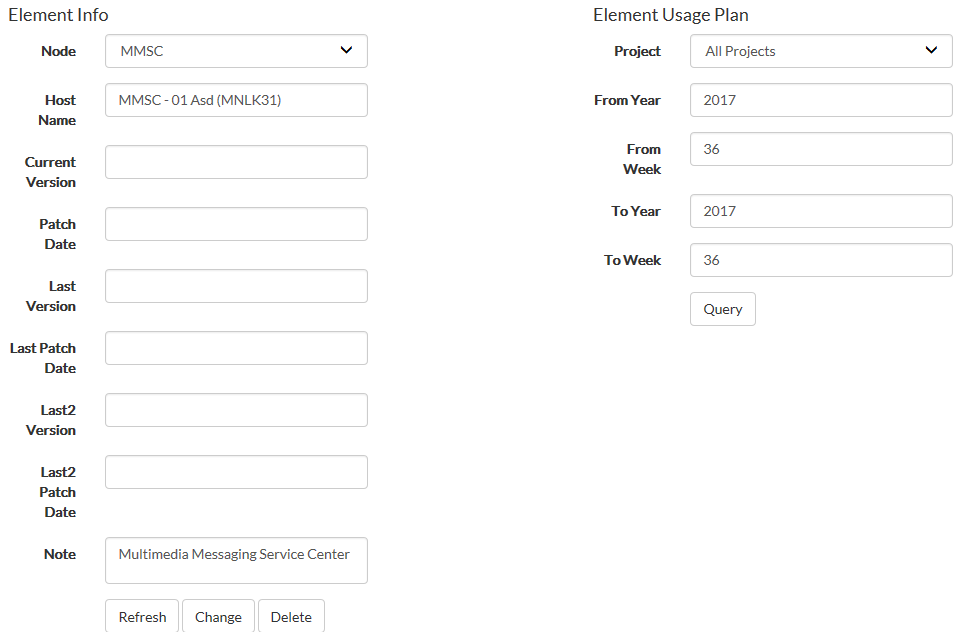 Element Info
Node
MMSC
Host
Name
MMSC - 01 Asd (MNLK31)
Current
Version
Patch
Date
Last
Version
Last Patch
Date
Last2
Version
Last2
Patch
Date
Note
Multimedia Messaging Service Center
Refresh
Change
Delete
Element Usage Plan
Project
All Projects
From Year
2017
From
Week
36
To Year
2017
To Week
36
Query